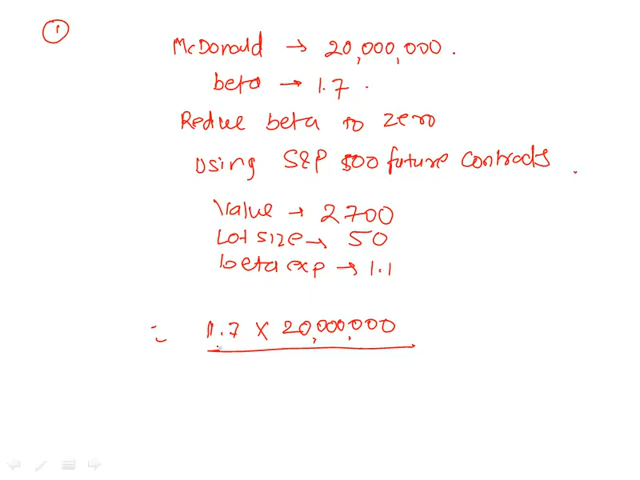 1
McDonald → 20,000,000.
beta → 1.7.
Reduce beta to zero
Using S&P 500 future contracts.
Value → 2700
Lot size → 50
beta exp → 1.1
= 1.7 x 20,000,000